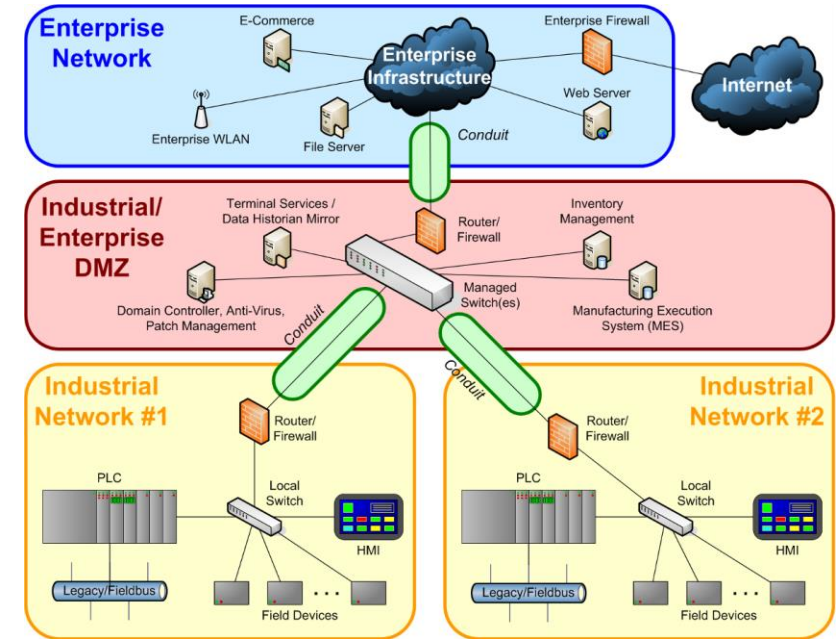 Enterprise
Network
E-Commerce
Enterprise
Infrastructure
Enterprise Firewall
Internet
Web Server
Enterprise WLAN
File Server
Conduit
Industrial/
Enterprise
DMZ
Terminal Services /
Data Historian Mirror
Router/
Firewall
Inventory
Management
Domain Controller, Anti-Virus,
Patch Management
Managed
Switch(es)
Manufacturing Execution
System (MES)
Conduit
Conduit
Industrial
Network #1
Router/
Firewall
PLC
Local
Switch
HMI
Legacy/Fieldbus
Field Devices
Industrial
Network #2
Router/
Firewall
PLC
Local
Switch
HMI
Legacy/Fieldbus
Field Devices